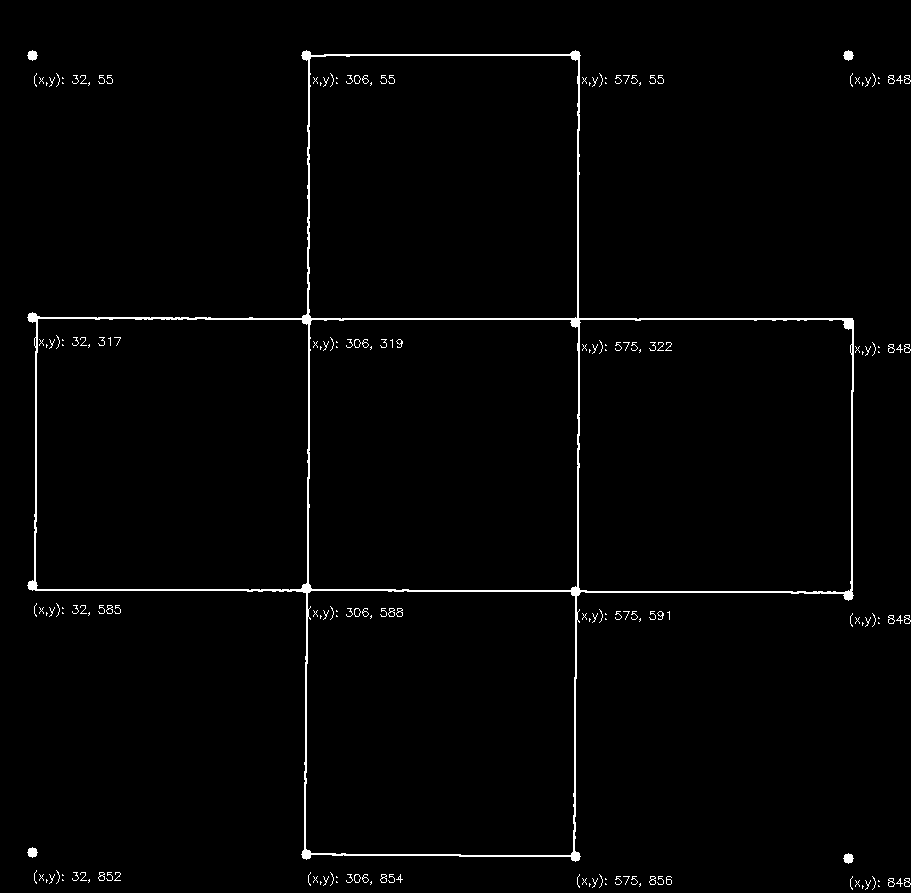 (x,y): 32, 55
(x,y): 306, 55
(x,y): 575, 55
(x,y): 848
(x,y): 32, 317
(x,y): 306, 319
(x,y): 575, 322
(x,y): 848
(x,y): 32, 585
(x,y): 306, 588
(x,y): 575, 591
(x,y): 848
(x,y): 32, 852
(x,y): 306, 854
(x,y): 575, 856
(x,y): 848